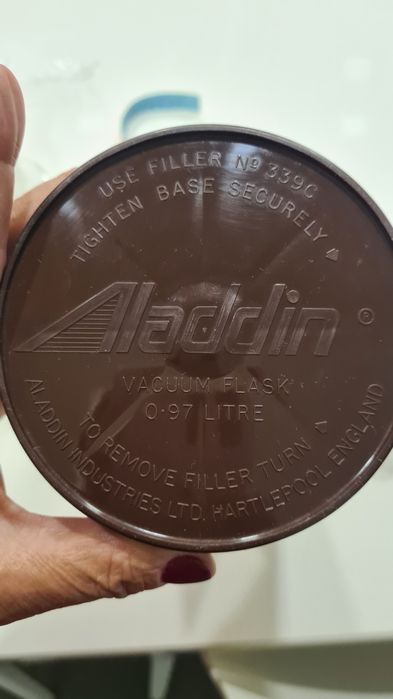 USE FILLER Nº 339C
TIGHTEN BASE SECURELY
Aladdin ®
VACUUM FLASK
0·97 LITRE
TO REMOVE FILLER TURN
ALADDIN INDUSTRIES LTD. HARTLEPOOL ENGLAND